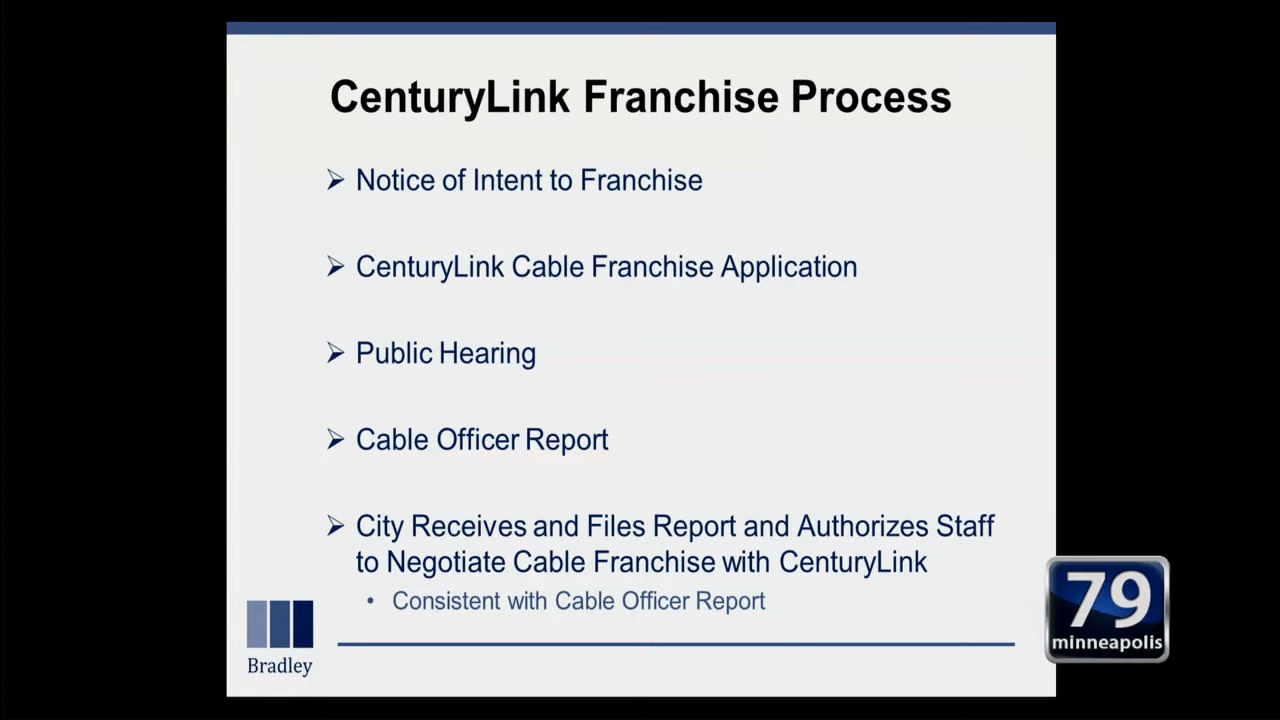 CenturyLink Franchise Process
➢ Notice of Intent to Franchise
➢ CenturyLink Cable Franchise Application
➢ Public Hearing
➢ Cable Officer Report
➢ City Receives and Files Report and Authorizes Staff
to Negotiate Cable Franchise with CenturyLink
• Consistent with Cable Officer Report
Bradley
79
minneapolis